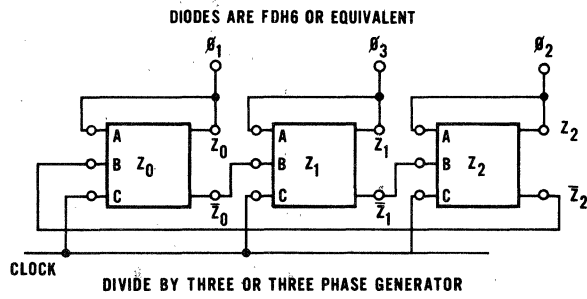 DIODES ARE FDH6 OR EQUIVALENT
Ø1 Ø3 Ø2
A Z0 A Z1 A Z2
B Z0 B Z1 B Z2
C Z̅0 C Z̅1 C Z̅2
CLOCK
DIVIDE BY THREE OR THREE PHASE GENERATOR